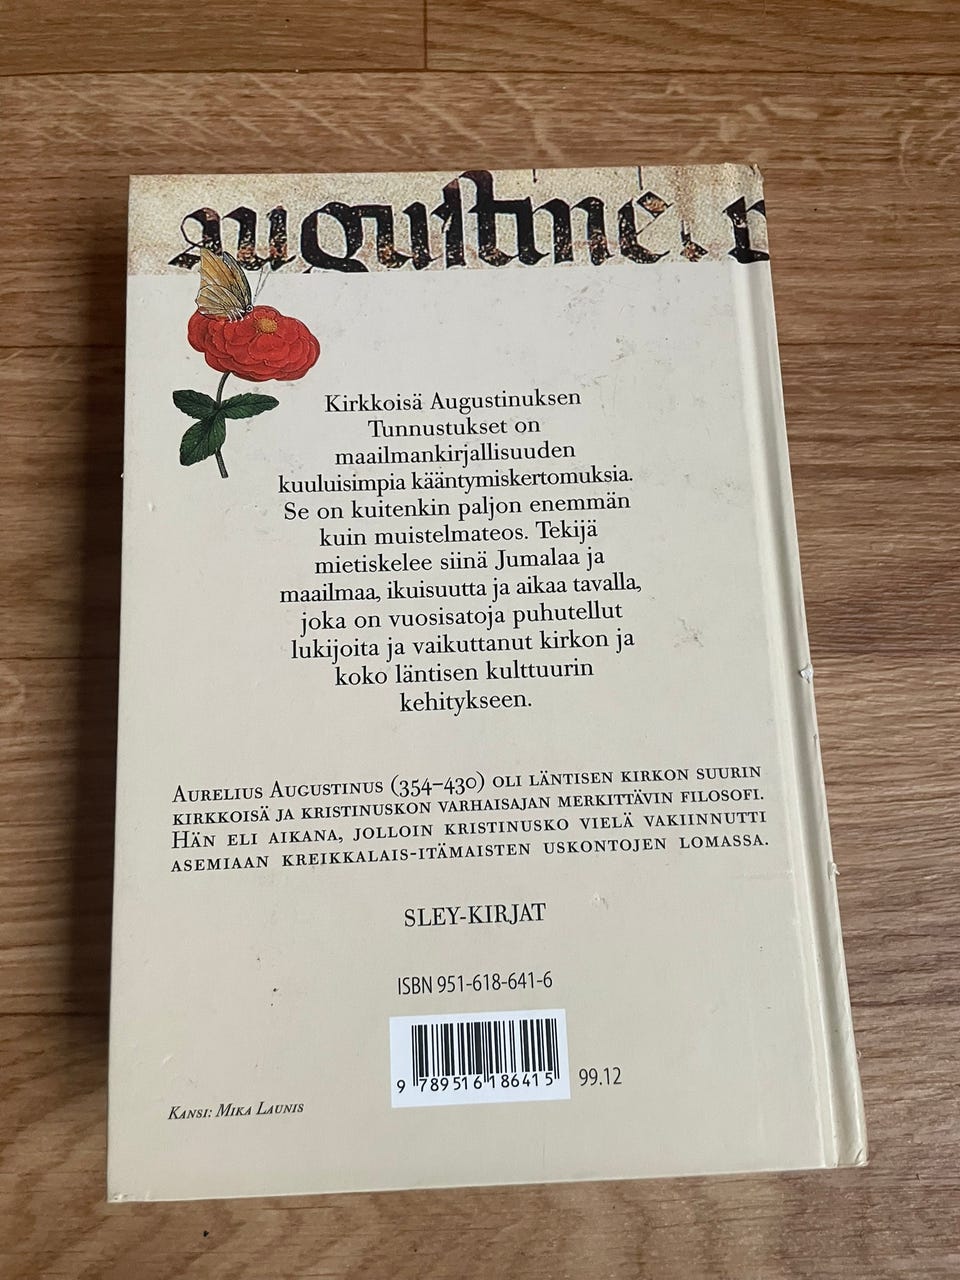 augustine
Kirkkoisä Augustinuksen
Tunnustukset on
maailmankirjallisuuden
kuuluisimpia kääntymiskertomuksia.
Se on kuitenkin paljon enemmän
kuin muistelmateos. Tekijä
mietiskelee siinä Jumalaa ja
maailmaa, ikuisuutta ja aikaa tavalla,
joka on vuosisatoja puhutellut
lukijoita ja vaikuttanut kirkon ja
koko läntisen kulttuurin
kehitykseen.
Aurelius Augustinus (354–430) oli läntisen kirkon suurin
kirkkoisä ja kristinuskon varhaisajan merkittävin filosofi.
Hän eli aikana, jolloin kristinusko vielä vakiinnutti
asemiaan kreikkalais-itämaisten uskontojen lomassa.
SLEY-KIRJAT
ISBN 951-618-641-6
9 789516 186415 99.12
Kansi: Mika Launis